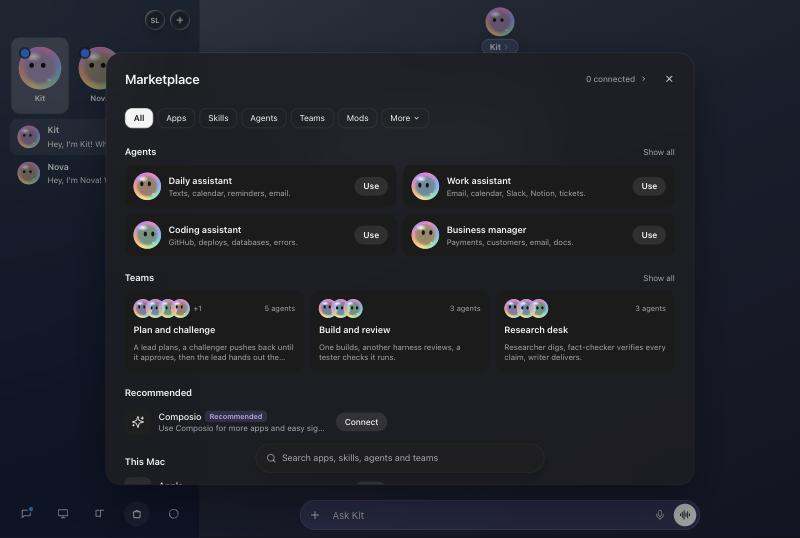 SL
Kit
Kit
Nov
Kit
Hey, I'm Kit! Wh
Nova
Hey, I'm Nova! W
Marketplace
0 connected
All
Apps
Skills
Agents
Teams
Mods
More
Agents
Show all
Daily assistant
Texts, calendar, reminders, email.
Use
Work assistant
Email, calendar, Slack, Notion, tickets.
Use
Coding assistant
GitHub, deploys, databases, errors.
Use
Business manager
Payments, customers, email, docs.
Use
Teams
Show all
+1
5 agents
Plan and challenge
A lead plans, a challenger pushes back until
it approves, then the lead hands out the...
3 agents
Build and review
One builds, another harness reviews, a
tester checks it runs.
3 agents
Research desk
Researcher digs, fact-checker verifies every
claim, writer delivers.
Recommended
Composio
Recommended
Use Composio for more apps and easy sig...
Connect
This Mac
Search apps, skills, agents and teams
Ask Kit